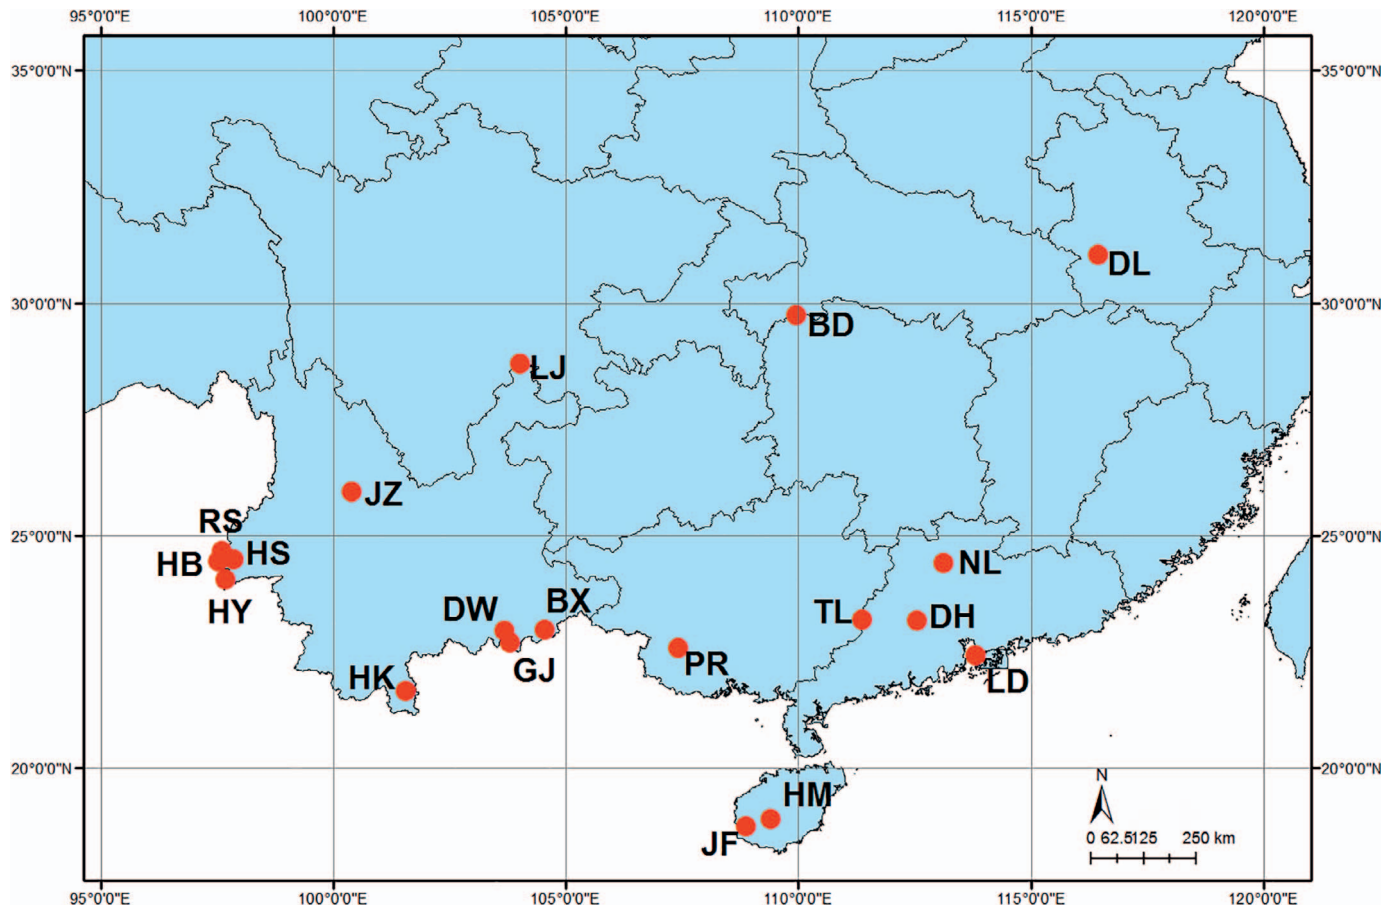 95°0'0"E 100°0'0"E 105°0'0"E 110°0'0"E 115°0'0"E 120°0'0"E
35°0'0"N 35°0'0"N
DL
30°0'0"N 30°0'0"N
BD
LJ
JZ
RS
25°0'0"N 25°0'0"N
HB HS NL
HY DW BX TL DH
GJ PR
HK LD
20°0'0"N 20°0'0"N
HM
N
JF
0 62.5125 250 km
95°0'0"E 100°0'0"E 105°0'0"E 110°0'0"E 115°0'0"E 120°0'0"E